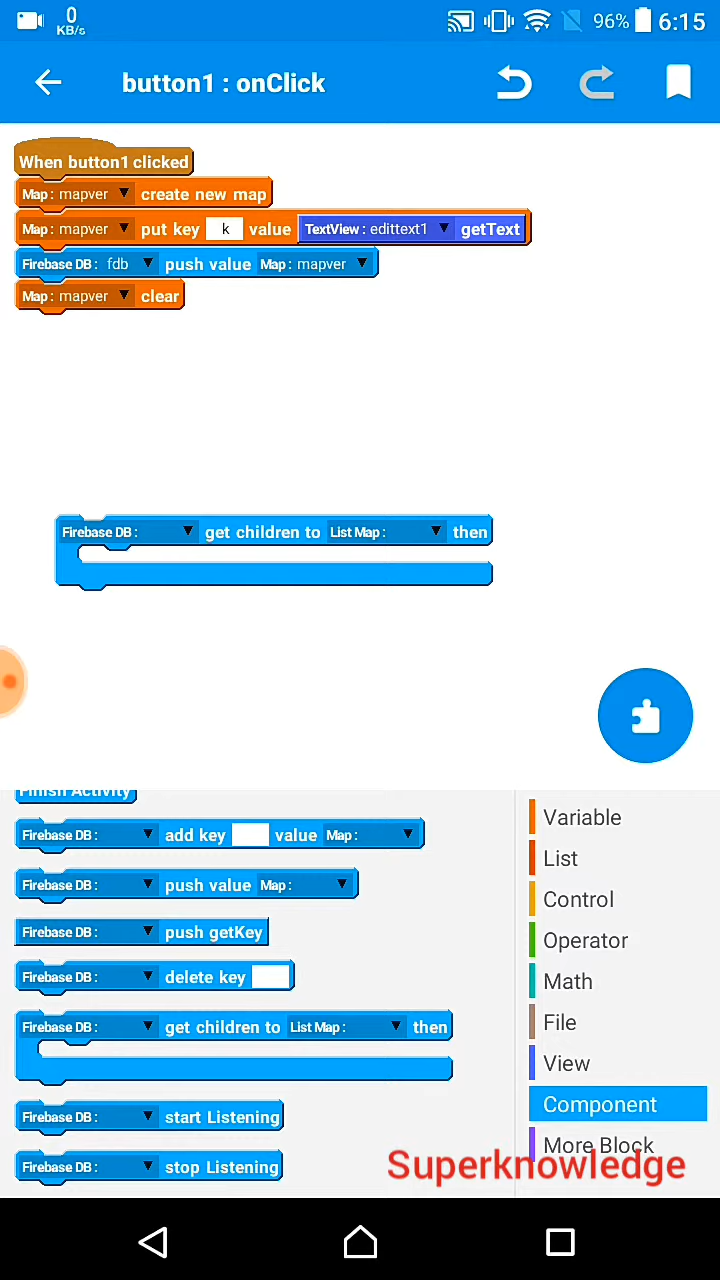 0
KB/s
96%
6:15
button1 : onClick
When button1 clicked
Map : mapver create new map
Map : mapver put key k value TextView : edittext1 getText
Firebase DB : fdb push value Map : mapver
Map : mapver clear
Firebase DB : get children to List Map : then
Finish Activity
Firebase DB : add key value Map :
Firebase DB : push value Map :
Firebase DB : push getKey
Firebase DB : delete key
Firebase DB : get children to List Map : then
Firebase DB : start Listening
Firebase DB : stop Listening
Variable
List
Control
Operator
Math
File
View
Component
More Block
Superknowledge